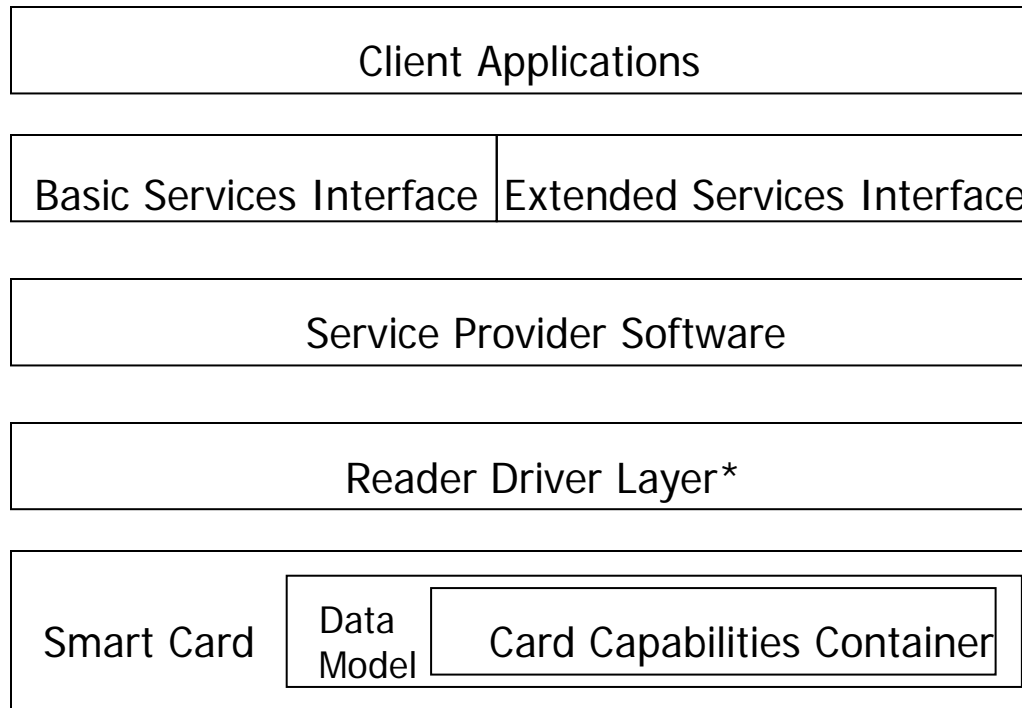 Client Applications
Basic Services Interface
Extended Services Interface
Service Provider Software
Reader Driver Layer*
Smart Card
Data
Model
Card Capabilities Container